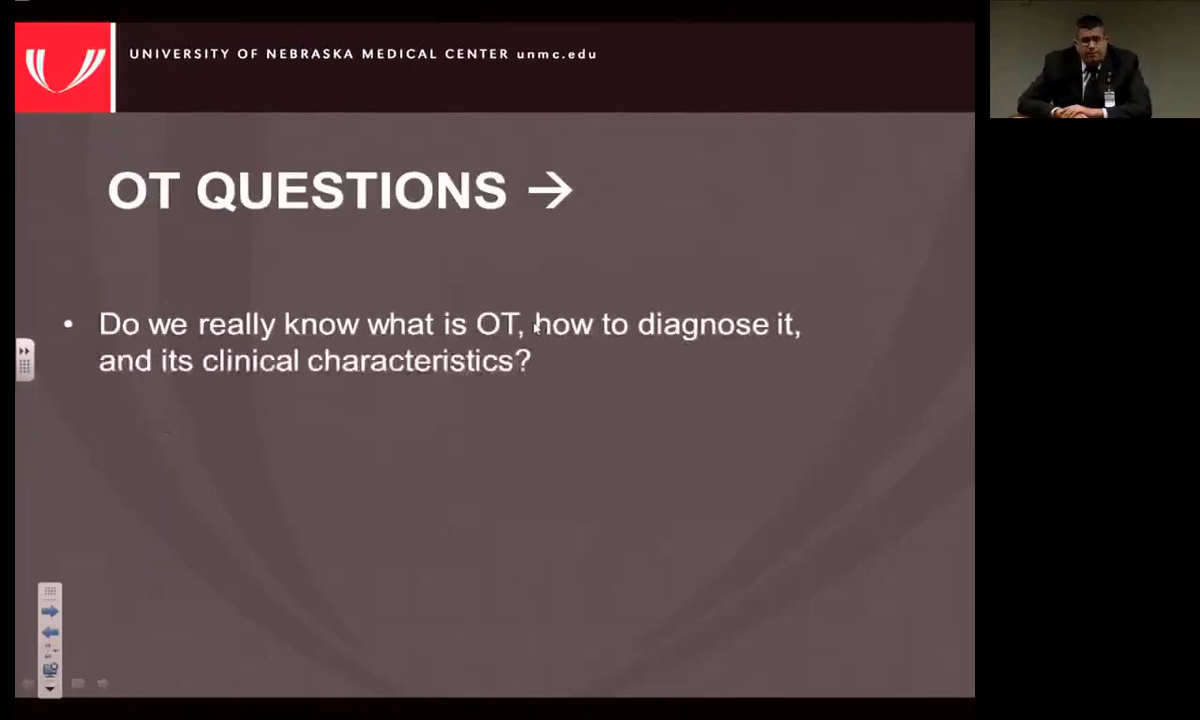 UNIVERSITY OF NEBRASKA MEDICAL CENTER unmc.edu
OT QUESTIONS →
• Do we really know what is OT, how to diagnose it,
and its clinical characteristics?